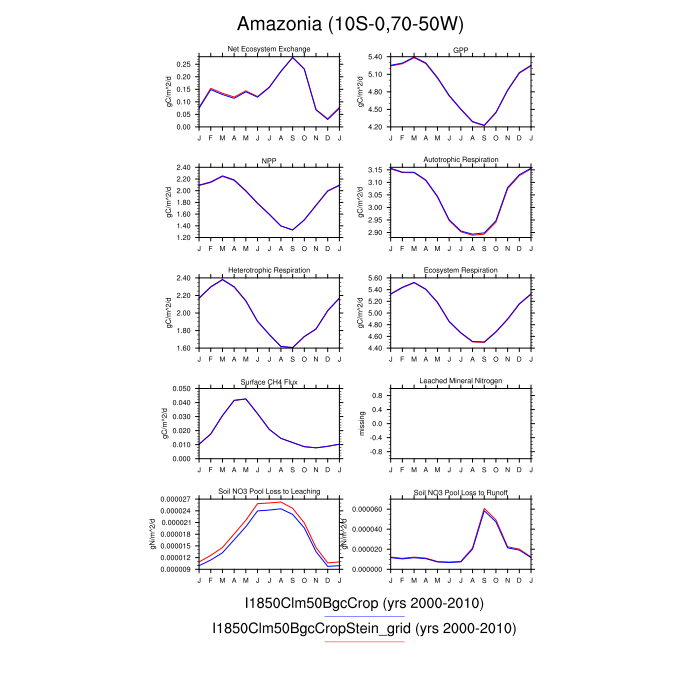 Amazonia (10S-0,70-50W)
Net Ecosystem Exchange
gC/m^2/d
0.25
0.20
0.15
0.10
0.05
0.00
J F M A M J J A S O N D J
GPP
gC/m^2/d
5.40
5.10
4.80
4.50
4.20
J F M A M J J A S O N D J
NPP
gC/m^2/d
2.40
2.20
2.00
1.80
1.60
1.40
1.20
J F M A M J J A S O N D J
Autotrophic Respiration
gC/m^2/d
3.15
3.10
3.05
3.00
2.95
2.90
J F M A M J J A S O N D J
Heterotrophic Respiration
gC/m^2/d
2.40
2.20
2.00
1.80
1.60
J F M A M J J A S O N D J
Ecosystem Respiration
gC/m^2/d
5.60
5.40
5.20
5.00
4.80
4.60
4.40
J F M A M J J A S O N D J
Surface CH4 Flux
gC/m^2/d
0.050
0.040
0.030
0.020
0.010
0.000
J F M A M J J A S O N D J
Leached Mineral Nitrogen
missing
0.8
0.4
0.0
-0.4
-0.8
J F M A M J J A S O N D J
Soil NO3 Pool Loss to Leaching
gN/m^2/d
0.000027
0.000024
0.000021
0.000018
0.000015
0.000012
0.000009
J F M A M J J A S O N D J
Soil NO3 Pool Loss to Runoff
gN/m^2/d
0.000060
0.000040
0.000020
0.000000
J F M A M J J A S O N D J
I1850Clm50BgcCrop (yrs 2000-2010)
I1850Clm50BgcCropStein_grid (yrs 2000-2010)